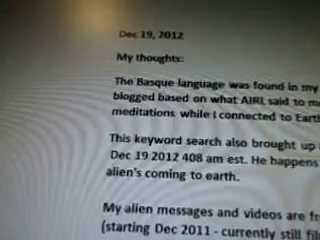 Dec 19, 2012
My thoughts:
The Basque language was found in my
blogged based on what AIRL said to me
meditations while I connected to Earth
This keyword search also brought up
Dec 19 2012 408 am est. He happens
alien's coming to earth.
My alien messages and videos are
(starting Dec 2011 - currently still